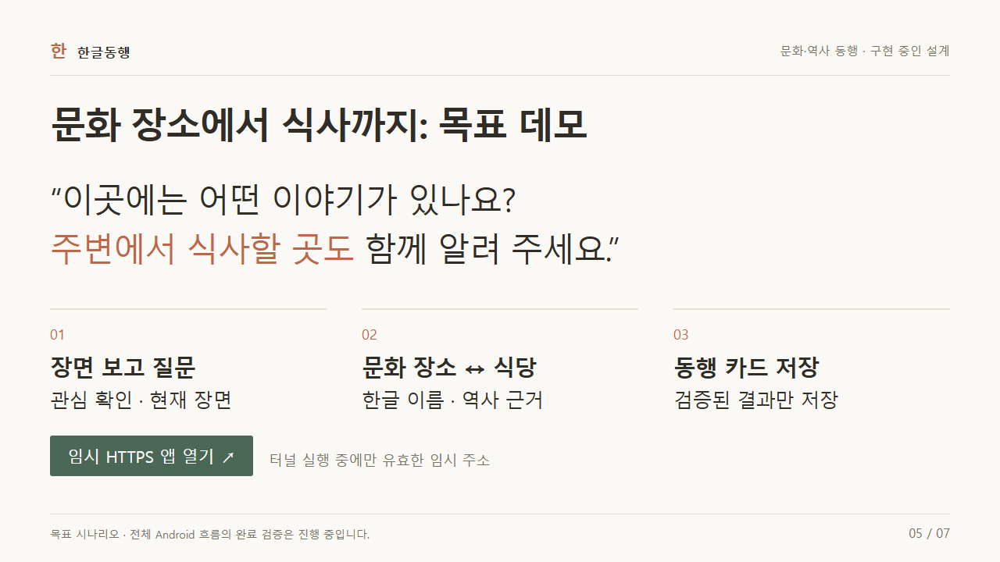 한 한글동행
문화·역사 동행 · 구현 중인 설계
문화 장소에서 식사까지: 목표 데모
“이곳에는 어떤 이야기가 있나요?
주변에서 식사할 곳도 함께 알려 주세요.”
01
장면 보고 질문
관심 확인 · 현재 장면
02
문화 장소 ↔ 식당
한글 이름 · 역사 근거
03
동행 카드 저장
검증된 결과만 저장
임시 HTTPS 앱 열기 ↗
터널 실행 중에만 유효한 임시 주소
목표 시나리오 · 전체 Android 흐름의 완료 검증은 진행 중입니다.
05 / 07